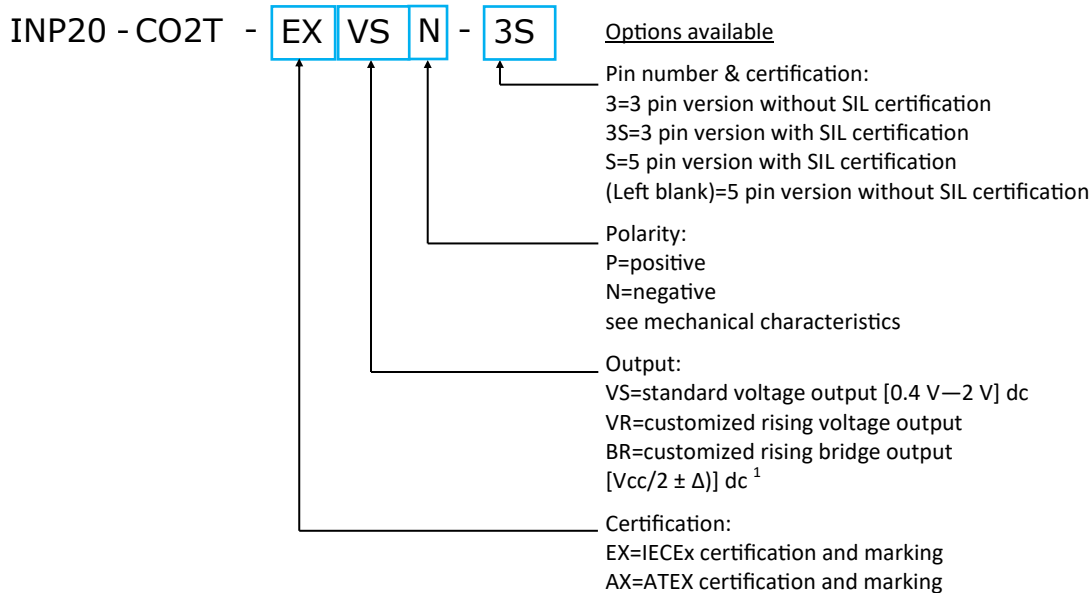 INP20 - CO2T - EX VS N - 3S
Options available
Pin number & certification:
3=3 pin version without SIL certification
3S=3 pin version with SIL certification
S=5 pin version with SIL certification
(Left blank)=5 pin version without SIL certification
Polarity:
P=positive
N=negative
see mechanical characteristics
Output:
VS=standard voltage output [0.4 V—2 V] dc
VR=customized rising voltage output
BR=customized rising bridge output
[Vcc/2 ± Δ)] dc ¹
Certification:
EX=IECEx certification and marking
AX=ATEX certification and marking